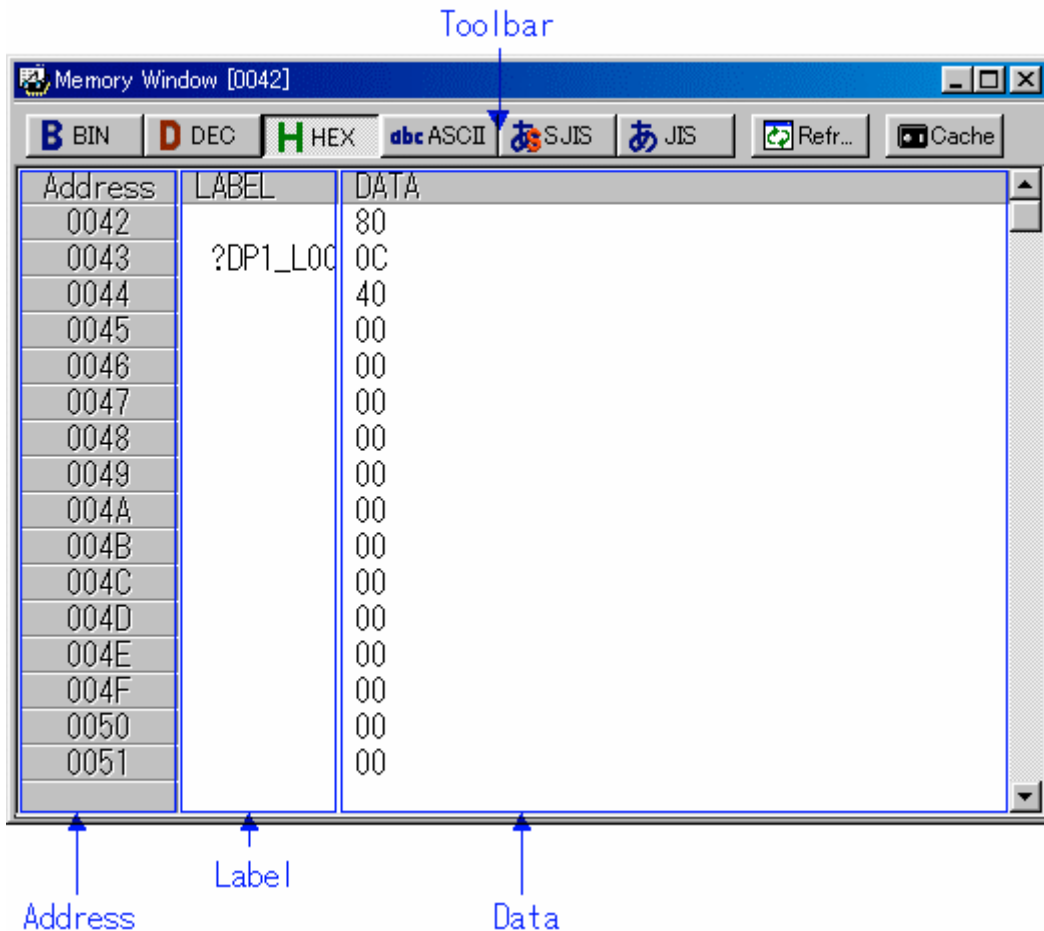 Toolbar
Memory Window [0042]
B BIN D DEC H HEX abc ASCII あS SJIS あ JIS Refr... Cache
Address LABEL DATA
0042 80
0043 ?DP1_LOC 0C
0044 40
0045 00
0046 00
0047 00
0048 00
0049 00
004A 00
004B 00
004C 00
004D 00
004E 00
004F 00
0050 00
0051 00
Label
Address Data